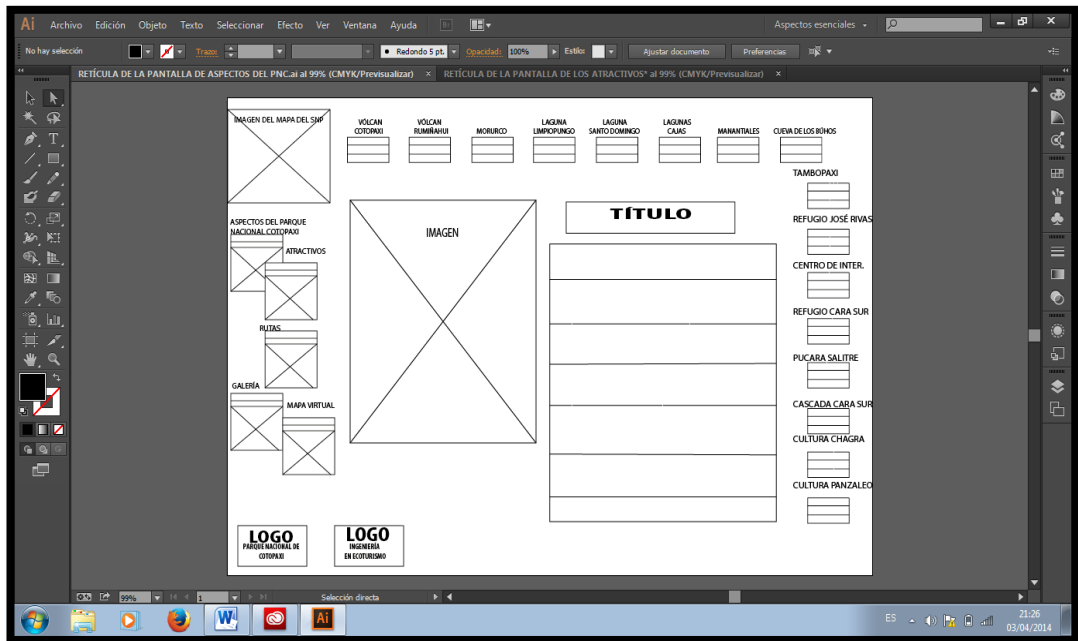 Ai Archivo Edición Objeto Texto Seleccionar Efecto Ver Ventana Ayuda Br Aspectos esenciales
No hay selección Trazo: Redondo 5 pt. Opacidad: 100% Estilo: Ajustar documento Preferencias
RETÍCULA DE LA PANTALLA DE ASPECTOS DEL PNC.ai al 99% (CMYK/Previsualizar) × RETÍCULA DE LA PANTALLA DE LOS ATRACTIVOS* al 99% (CMYK/Previsualizar) ×
IMAGEN DEL MAPA DEL SNP
VÓLCAN
COTOPAXI
VÓLCAN
RUMIÑAHUI
MORURCO
LAGUNA
LIMPIOPUNGO
LAGUNA
SANTO DOMINGO
LAGUNAS
CAJAS
MANANTIALES
CUEVA DE LOS BÚHOS
TAMBOPAXI
REFUGIO JOSÉ RIVAS
CENTRO DE INTER.
REFUGIO CARA SUR
PUCARA SALITRE
CASCADA CARA SUR
CULTURA CHAGRA
CULTURA PANZALEO
ASPECTOS DEL PARQUE
NACIONAL COTOPAXI
ATRACTIVOS
RUTAS
GALERÍA
MAPA VIRTUAL
IMAGEN
TÍTULO
LOGO
PARQUE NACIONAL DE
COTOPAXI
LOGO
INGENIERÍA
EN ECOTURISMO
99% 1 Selección directa
W Ai ES 21:26
03/04/2014